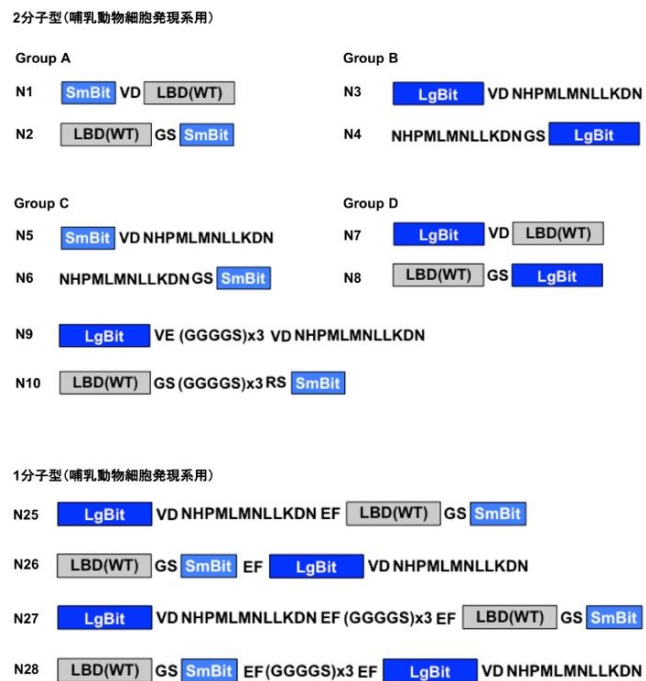 2分子型(哺乳動物細胞発現系用)
Group A
N1 SmBit VD LBD(WT)
N2 LBD(WT) GS SmBit
Group B
N3 LgBit VD NHPMLMNLLKDN
N4 NHPMLMNLLKDN GS LgBit
Group C
N5 SmBit VD NHPMLMNLLKDN
N6 NHPMLMNLLKDN GS SmBit
Group D
N7 LgBit VD LBD(WT)
N8 LBD(WT) GS LgBit
N9 LgBit VE (GGGGS)x3 VD NHPMLMNLLKDN
N10 LBD(WT) GS (GGGGS)x3 RS SmBit
1分子型(哺乳動物細胞発現系用)
N25 LgBit VD NHPMLMNLLKDN EF LBD(WT) GS SmBit
N26 LBD(WT) GS SmBit EF LgBit VD NHPMLMNLLKDN
N27 LgBit VD NHPMLMNLLKDN EF (GGGGS)x3 EF LBD(WT) GS SmBit
N28 LBD(WT) GS SmBit EF (GGGGS)x3 EF LgBit VD NHPMLMNLLKDN